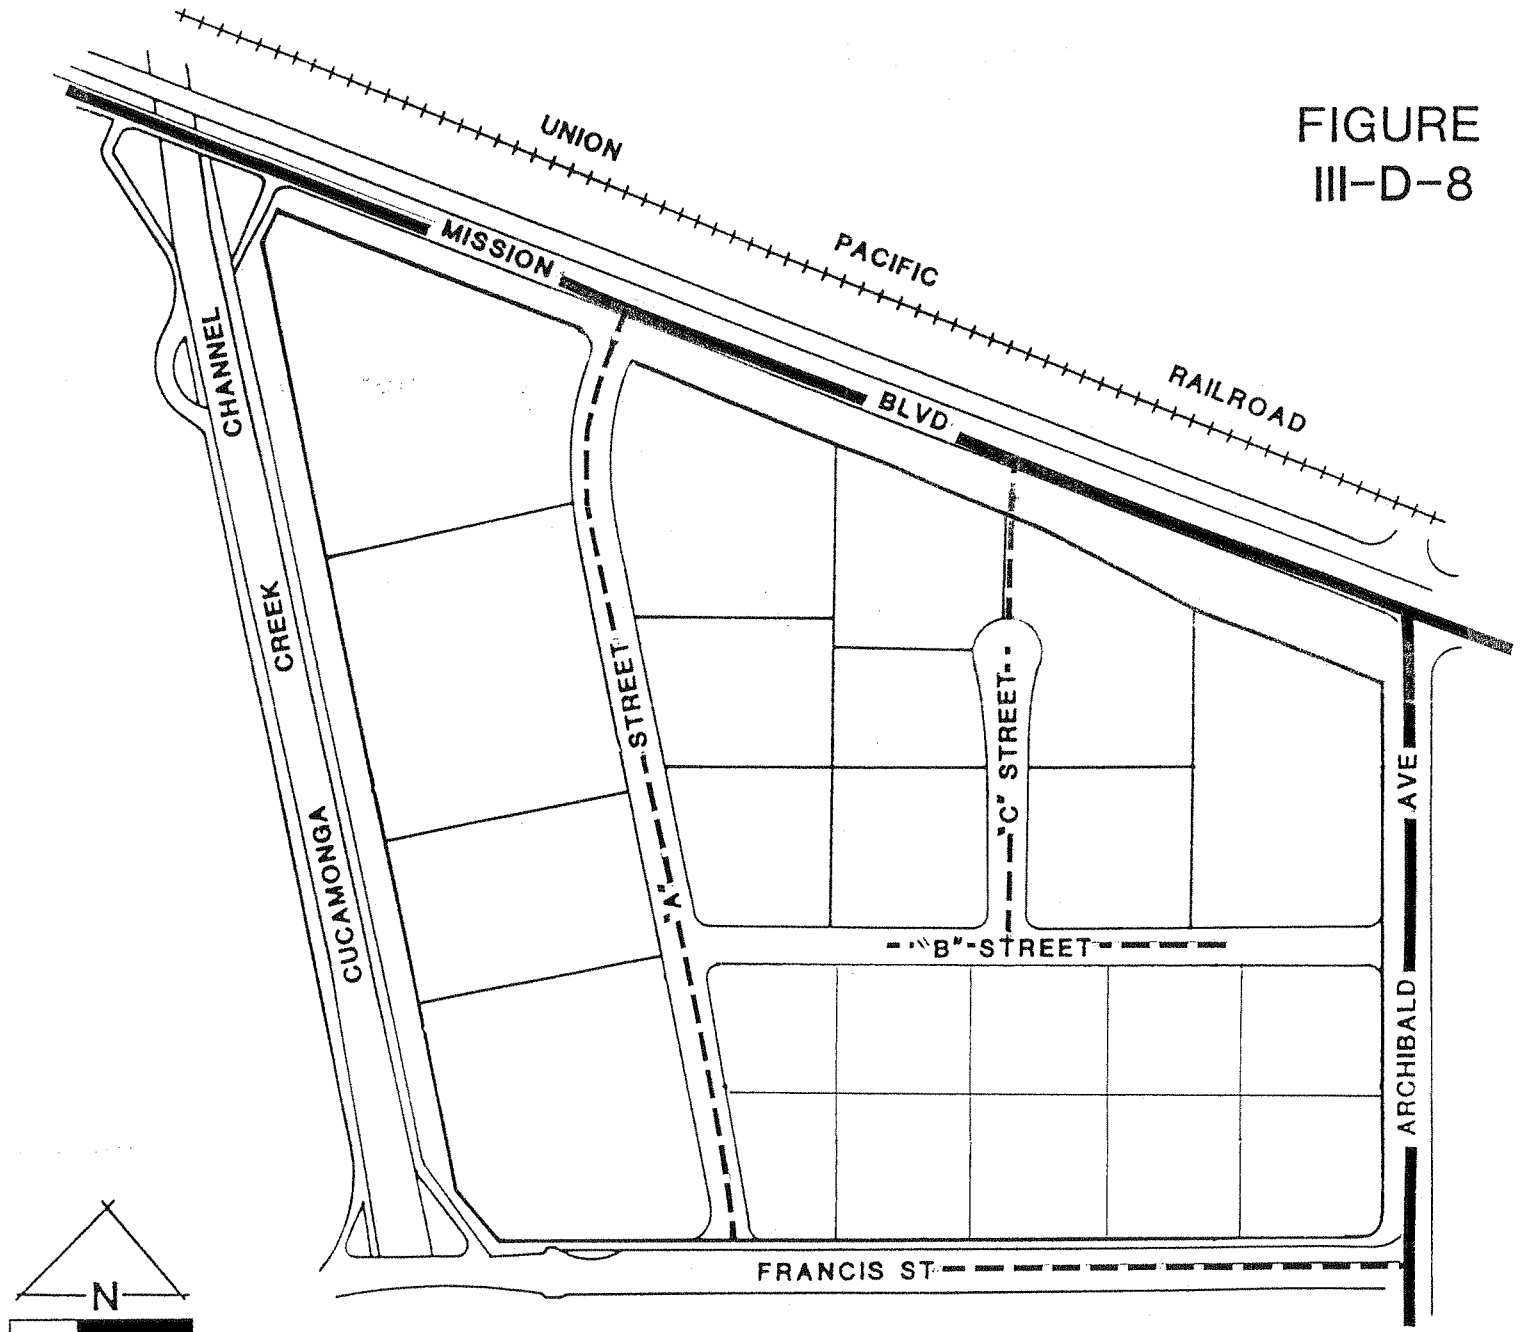 FIGURE
III-D-8
UNION PACIFIC RAILROAD
MISSION BLVD
CHANNEL
CREEK
CUCAMONGA
STREET
"A"
"C" STREET
"B" STREET
ARCHIBALD AVE
FRANCIS ST
N